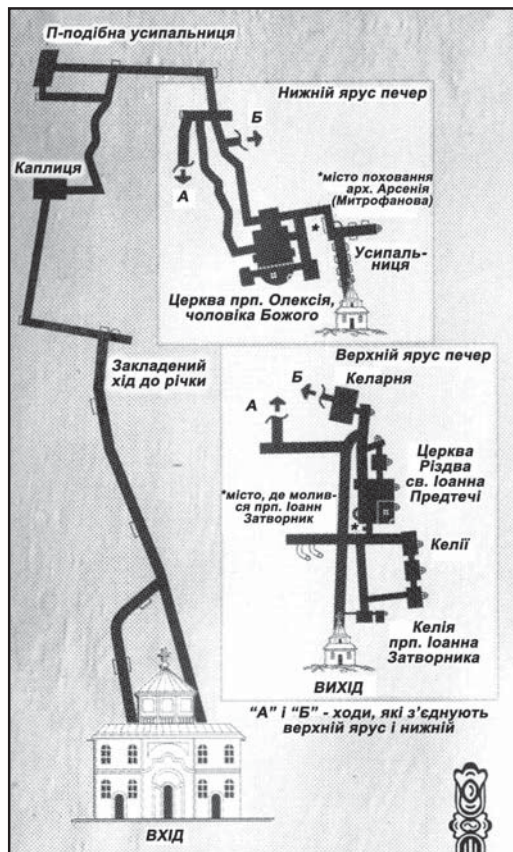 П-подібна усипальниця
Нижній ярус печер
Б
А
*місто поховання
арх. Арсенія
(Митрофанова)
Каплиця
*
Усипаль-
ниця
Церква прп. Олексія,
чоловіка Божого
Закладений
хід до річки
Верхній ярус печер
Б
Келарня
А
Церква
Різдва
св. Іоанна
Предтечі
*місто, де молив-
ся прп. Іоанн
Затворник
*
Келії
Келія
прп. Іоанна
Затворника
ВИХІД
"А" і "Б" - ходи, які з'єднують
верхній ярус і нижній
ВХІД